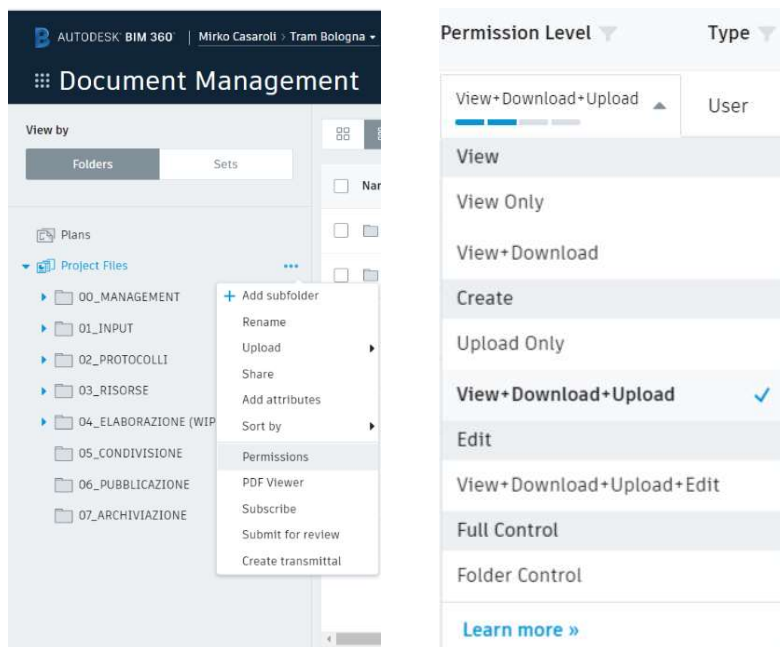 AUTODESK® BIM 360® | Mirko Casaroli > Tram Bologna
Document Management
View by
Folders Sets
Plans
Project Files
00_MANAGEMENT
01_INPUT
02_PROTOCOLLI
03_RISORSE
04_ELABORAZIONE (WIP
05_CONDIVISIONE
06_PUBBLICAZIONE
07_ARCHIVIAZIONE
Nar
+ Add subfolder
Rename
Upload
Share
Add attributes
Sort by
Permissions
PDF Viewer
Subscribe
Submit for review
Create transmittal
Permission Level Type
View+Download+Upload User
View
View Only
View+Download
Create
Upload Only
View+Download+Upload
Edit
View+Download+Upload+Edit
Full Control
Folder Control
Learn more »